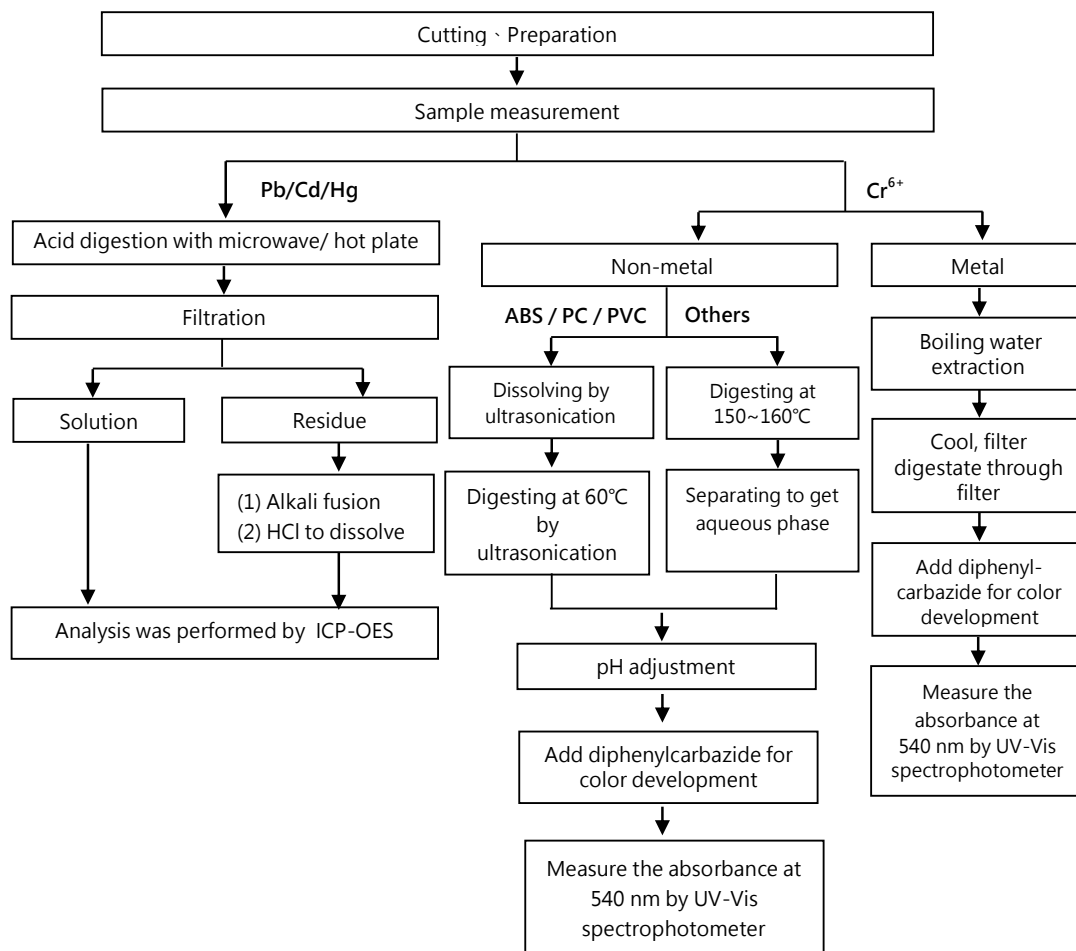 Cutting、Preparation
Sample measurement
Pb/Cd/Hg
Cr⁶⁺
Acid digestion with microwave/ hot plate
Non-metal
Metal
Filtration
ABS / PC / PVC
Others
Boiling water
extraction
Solution
Residue
Dissolving by
ultrasonication
Digesting at
150~160℃
Cool, filter
digestate through
filter
(1) Alkali fusion
(2) HCl to dissolve
Digesting at 60℃
by
ultrasonication
Separating to get
aqueous phase
Add diphenyl-
carbazide for color
development
Analysis was performed by ICP-OES
pH adjustment
Measure the
absorbance at
540 nm by UV-Vis
spectrophotometer
Add diphenylcarbazide for
color development
Measure the absorbance at
540 nm by UV-Vis
spectrophotometer